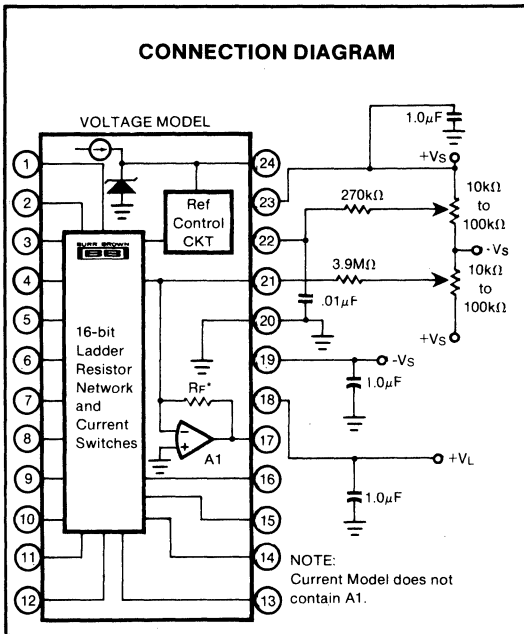 CONNECTION DIAGRAM
VOLTAGE MODEL
1
2
3
4
5
6
7
8
9
10
11
12
24
23
22
21
20
19
18
17
16
15
14
13
Ref
Control
CKT
BURR BROWN
BB
16-bit
Ladder
Resistor
Network
and
Current
Switches
RF*
−
+
A1
1.0μF
+VS
270kΩ
10kΩ
to
100kΩ
-VS
3.9MΩ
10kΩ
to
100kΩ
.01μF
+VS
-VS
1.0μF
+VL
1.0μF
NOTE:
Current Model does not
contain A1.